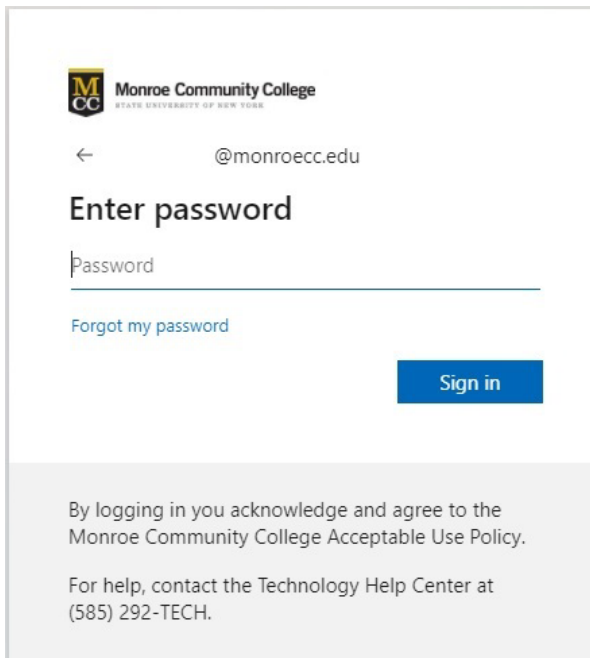 MCC
Monroe Community College
STATE UNIVERSITY OF NEW YORK
@monroecc.edu
Enter password
Password
Forgot my password
Sign in
By logging in you acknowledge and agree to the
Monroe Community College Acceptable Use Policy.
For help, contact the Technology Help Center at
(585) 292-TECH.